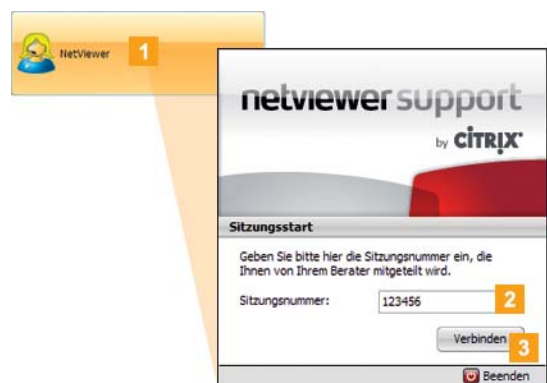 NetViewer 1
netviewer support
by CITRIX
Sitzungsstart
Geben Sie bitte hier die Sitzungsnummer ein, die
Ihnen von Ihrem Berater mitgeteilt wird.
Sitzungsnummer: 123456 2
Verbinden 3
Beenden